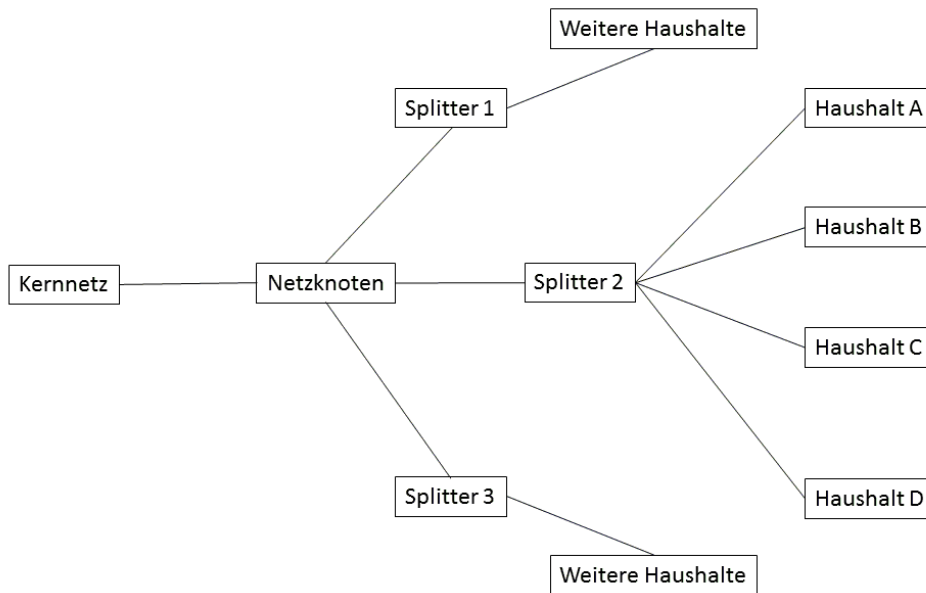 Weitere Haushalte
Splitter 1
Haushalt A
Haushalt B
Kernnetz
Netzknoten
Splitter 2
Haushalt C
Splitter 3
Haushalt D
Weitere Haushalte